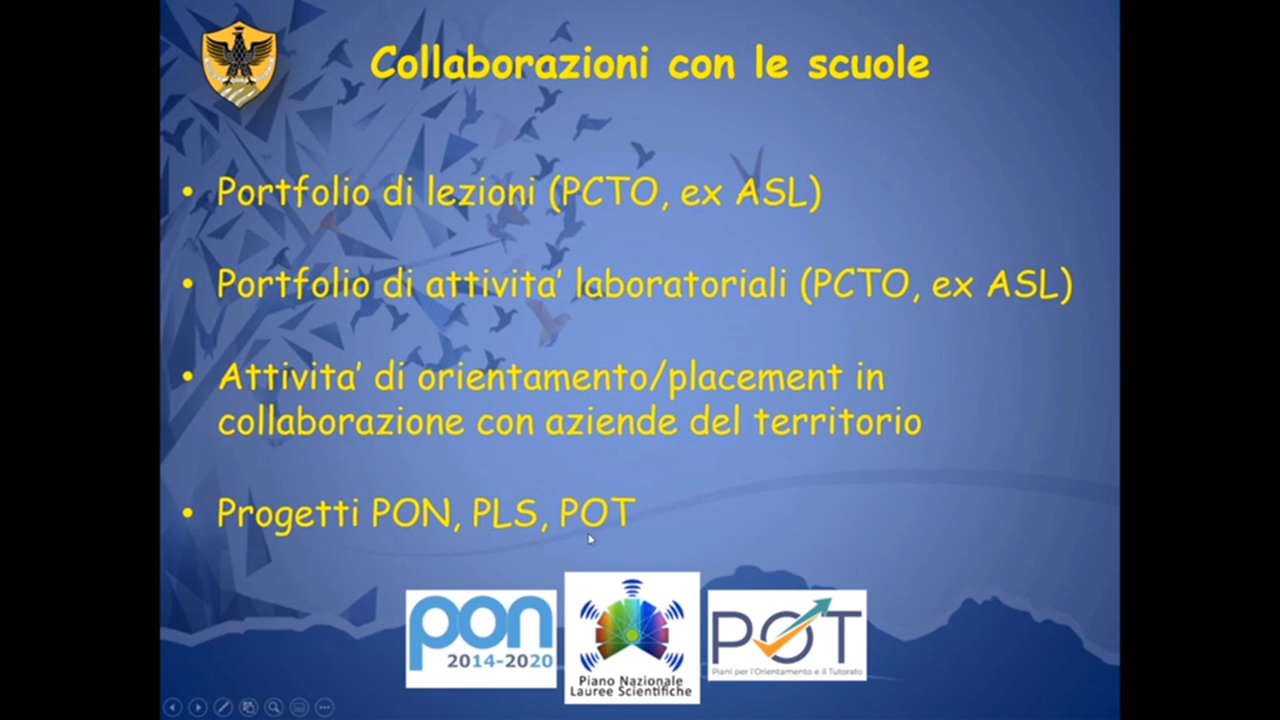 Collaborazioni con le scuole
• Portfolio di lezioni (PCTO, ex ASL)
• Portfolio di attivita’ laboratoriali (PCTO, ex ASL)
• Attivita’ di orientamento/placement in
collaborazione con aziende del territorio
• Progetti PON, PLS, POT
pon
2014-2020
Piano Nazionale
Lauree Scientifiche
POT
Piani per l'Orientamento e il Tutorato